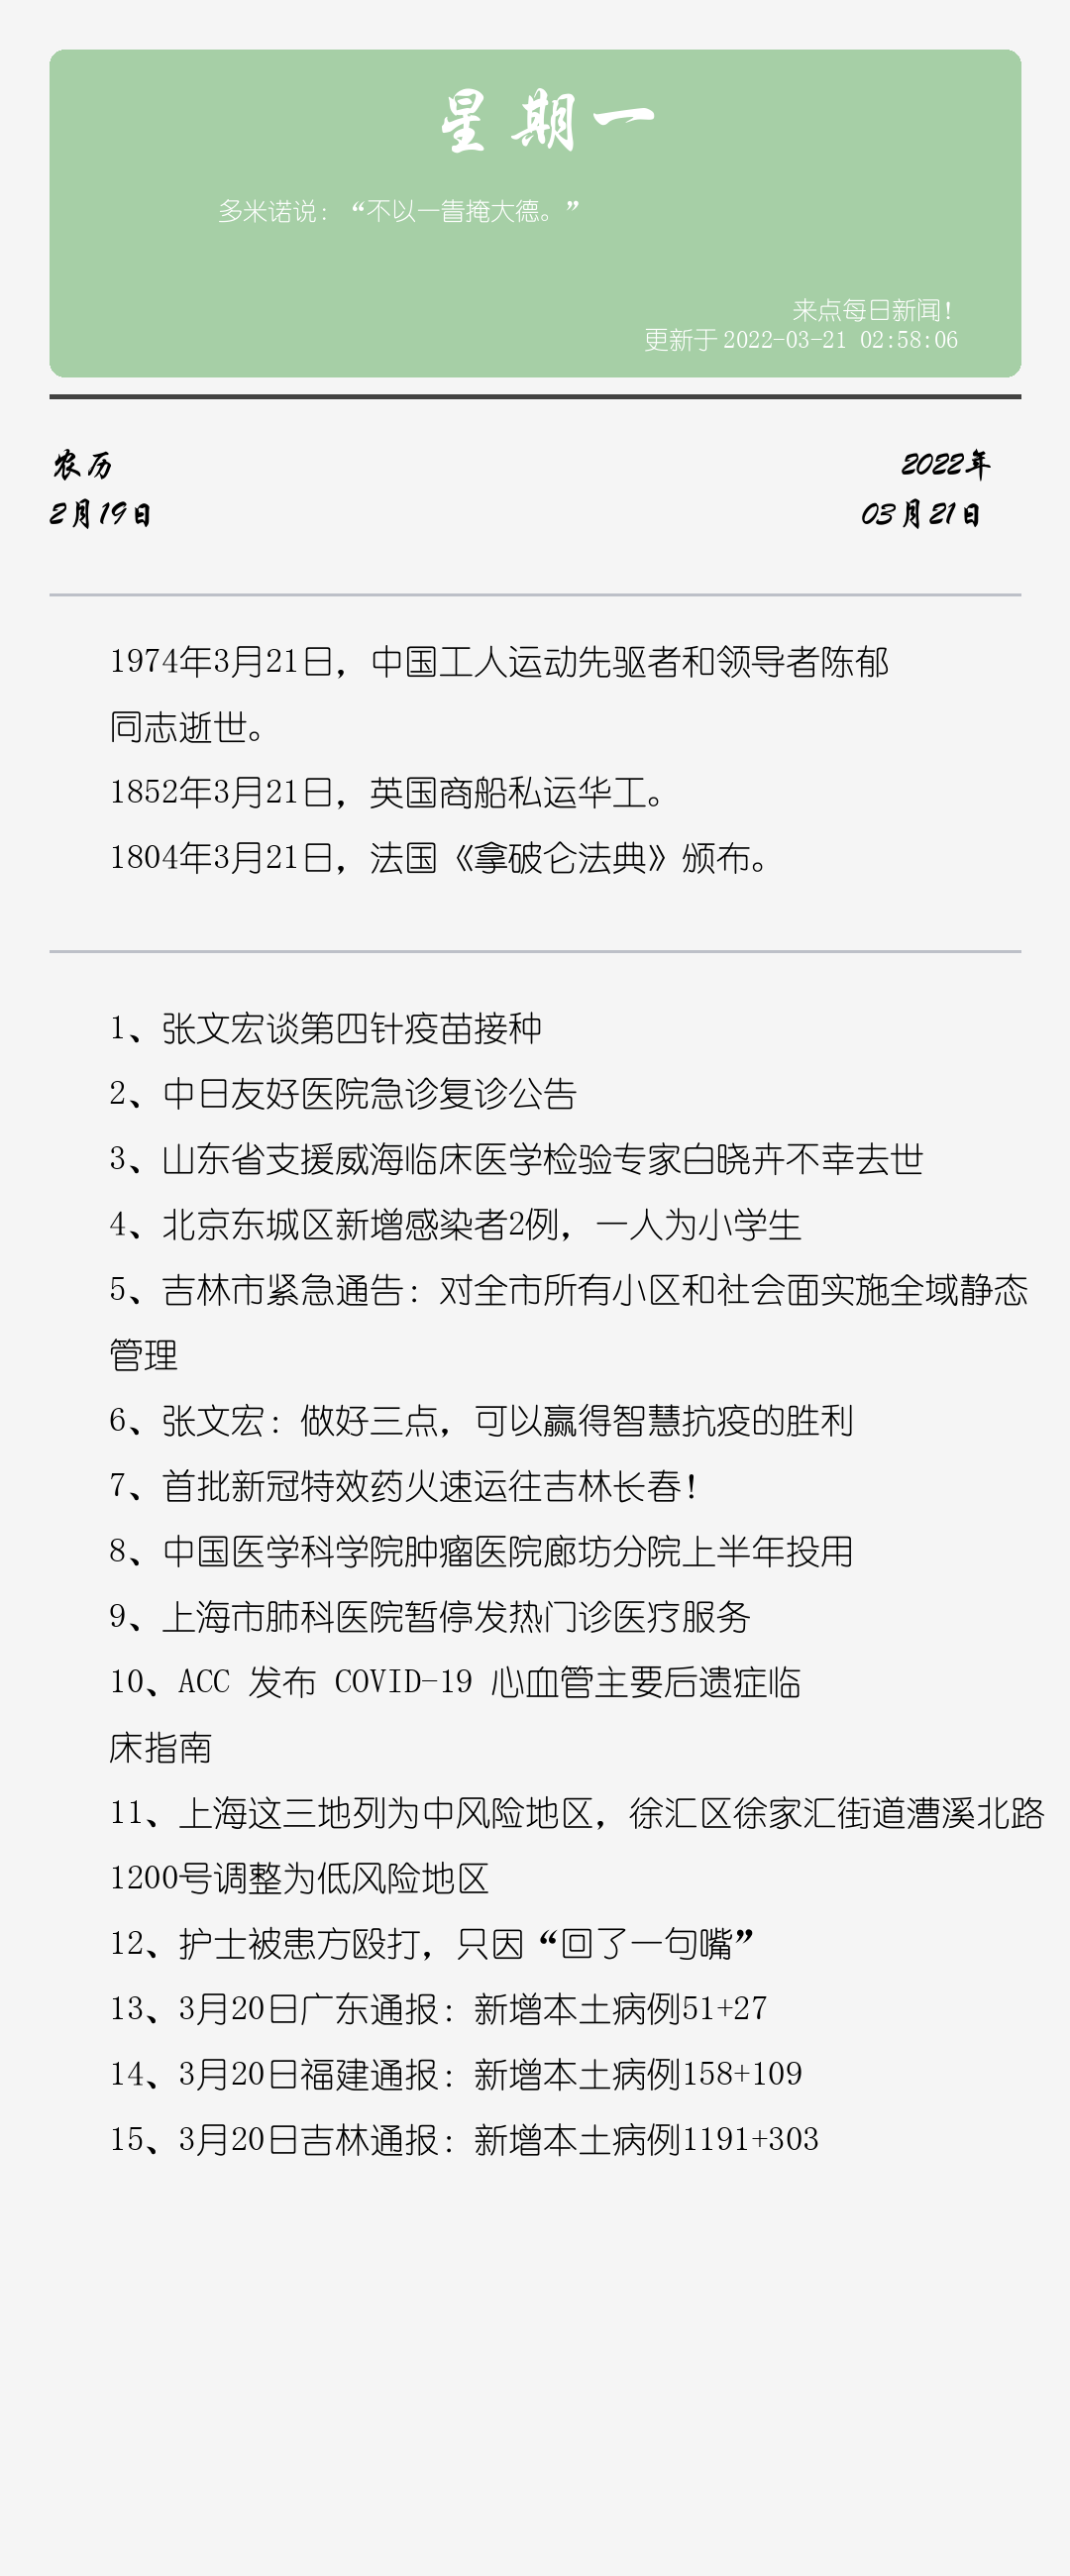 星期一
多米诺说：“不以一眚掩大德。”
来点每日新闻！
更新于 2022-03-21 02:58:06
农历
2022年
2月19日
03月21日
1974年3月21日，中国工人运动先驱者和领导者陈郁
同志逝世。
1852年3月21日，英国商船私运华工。
1804年3月21日，法国《拿破仑法典》颁布。
1、张文宏谈第四针疫苗接种
2、中日友好医院急诊复诊公告
3、山东省支援威海临床医学检验专家白晓卉不幸去世
4、北京东城区新增感染者2例，一人为小学生
5、吉林市紧急通告：对全市所有小区和社会面实施全域静态
管理
6、张文宏：做好三点，可以赢得智慧抗疫的胜利
7、首批新冠特效药火速运往吉林长春！
8、中国医学科学院肿瘤医院廊坊分院上半年投用
9、上海市肺科医院暂停发热门诊医疗服务
10、ACC 发布 COVID-19 心血管主要后遗症临
床指南
11、上海这三地列为中风险地区，徐汇区徐家汇街道漕溪北路
1200号调整为低风险地区
12、护士被患方殴打，只因“回了一句嘴”
13、3月20日广东通报：新增本土病例51+27
14、3月20日福建通报：新增本土病例158+109
15、3月20日吉林通报：新增本土病例1191+303